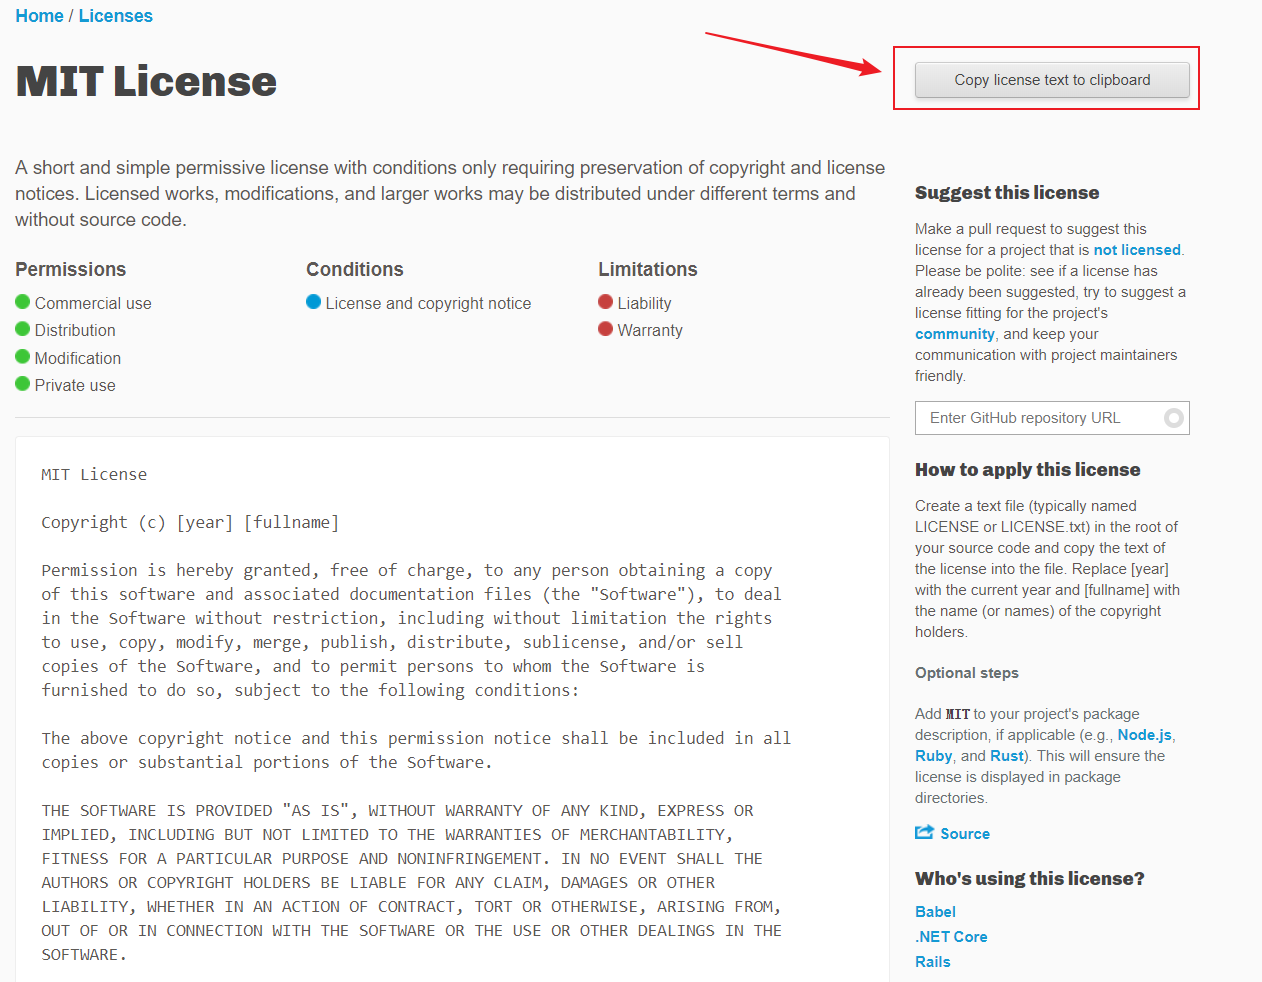 Home / Licenses
MIT License
Copy license text to clipboard
A short and simple permissive license with conditions only requiring preservation of copyright and license
notices. Licensed works, modifications, and larger works may be distributed under different terms and
without source code.
Permissions
Commercial use
Distribution
Modification
Private use
Conditions
License and copyright notice
Limitations
Liability
Warranty
MIT License
Copyright (c) [year] [fullname]
Permission is hereby granted, free of charge, to any person obtaining a copy
of this software and associated documentation files (the "Software"), to deal
in the Software without restriction, including without limitation the rights
to use, copy, modify, merge, publish, distribute, sublicense, and/or sell
copies of the Software, and to permit persons to whom the Software is
furnished to do so, subject to the following conditions:
The above copyright notice and this permission notice shall be included in all
copies or substantial portions of the Software.
THE SOFTWARE IS PROVIDED "AS IS", WITHOUT WARRANTY OF ANY KIND, EXPRESS OR
IMPLIED, INCLUDING BUT NOT LIMITED TO THE WARRANTIES OF MERCHANTABILITY,
FITNESS FOR A PARTICULAR PURPOSE AND NONINFRINGEMENT. IN NO EVENT SHALL THE
AUTHORS OR COPYRIGHT HOLDERS BE LIABLE FOR ANY CLAIM, DAMAGES OR OTHER
LIABILITY, WHETHER IN AN ACTION OF CONTRACT, TORT OR OTHERWISE, ARISING FROM,
OUT OF OR IN CONNECTION WITH THE SOFTWARE OR THE USE OR OTHER DEALINGS IN THE
SOFTWARE.
Suggest this license
Make a pull request to suggest this
license for a project that is not licensed.
Please be polite: see if a license has
already been suggested, try to suggest a
license fitting for the project's
community, and keep your
communication with project maintainers
friendly.
Enter GitHub repository URL
How to apply this license
Create a text file (typically named
LICENSE or LICENSE.txt) in the root of
your source code and copy the text of
the license into the file. Replace [year]
with the current year and [fullname] with
the name (or names) of the copyright
holders.
Optional steps
Add MIT to your project's package
description, if applicable (e.g., Node.js,
Ruby, and Rust). This will ensure the
license is displayed in package
directories.
Source
Who's using this license?
Babel
.NET Core
Rails